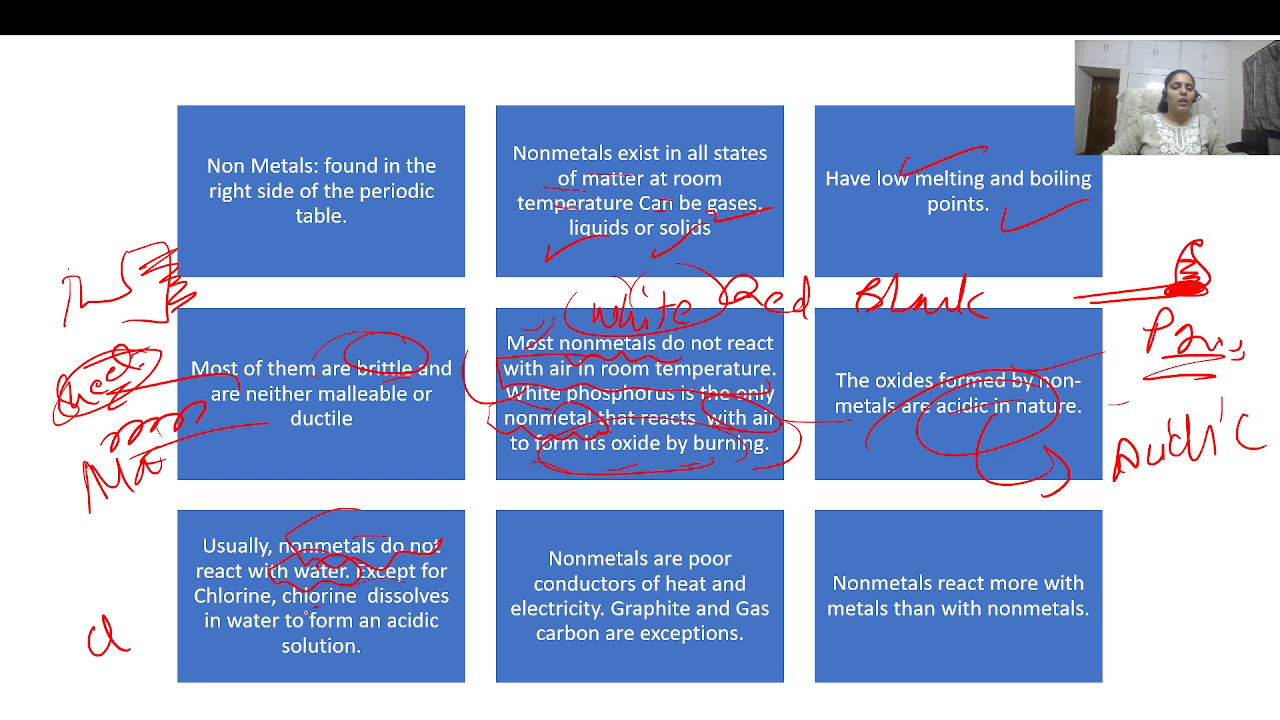 Non Metals: found in the
right side of the periodic
table.
Nonmetals exist in all states
of matter at room
temperature Can be gases,
liquids or solids
Have low melting and boiling
points.
White Red Black
Most of them are brittle and
are neither malleable or
ductile
Most nonmetals do not react
with air in room temperature.
White phosphorus is the only
nonmetal that reacts with air
to form its oxide by burning.
The oxides formed by non-
metals are acidic in nature.
Acidic
Usually, nonmetals do not
react with water. Except for
Chlorine, chlorine dissolves
in water to form an acidic
solution.
Nonmetals are poor
conductors of heat and
electricity. Graphite and Gas
carbon are exceptions.
Nonmetals react more with
metals than with nonmetals.